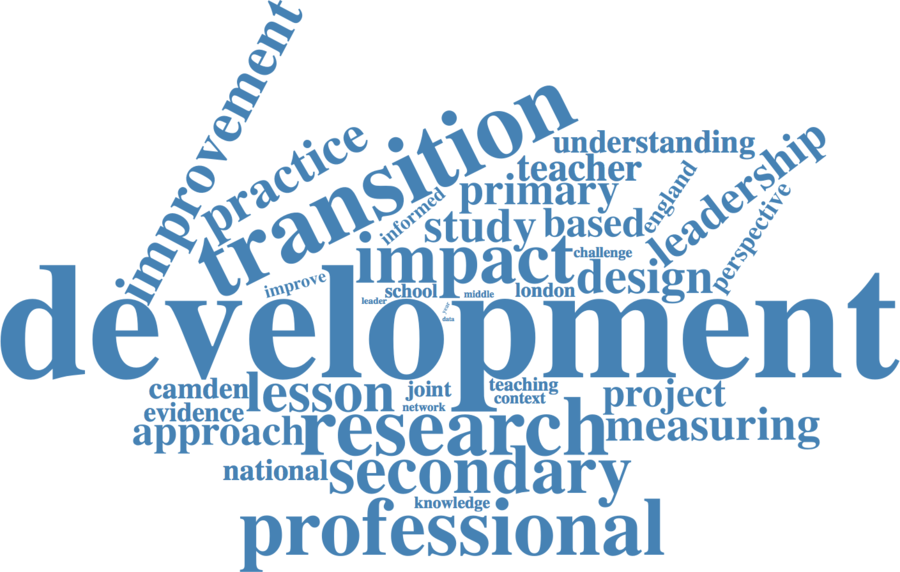 improvement
practice
transition
understanding
teacher
leadership
primary
england
perspective
informed
study
based
impact
challenge
design
improve
school
middle
london
leader
data
development
camden
lesson
joint
teaching
project
evidence
network
context
approach
research
measuring
national
secondary
knowledge
professional